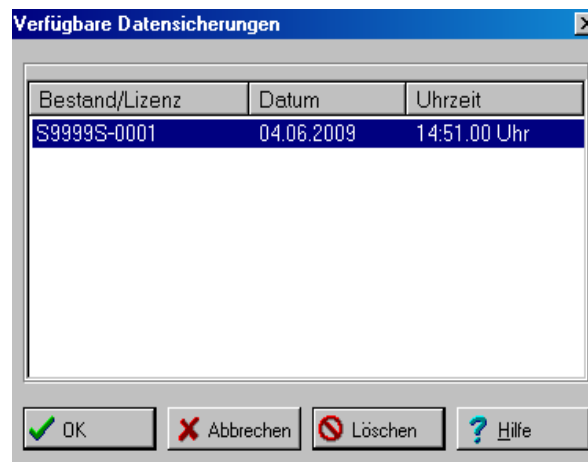 Verfügbare Datensicherungen
Bestand/Lizenz Datum Uhrzeit
S9999S-0001 04.06.2009 14:51.00 Uhr
OK Abbrechen Löschen Hilfe